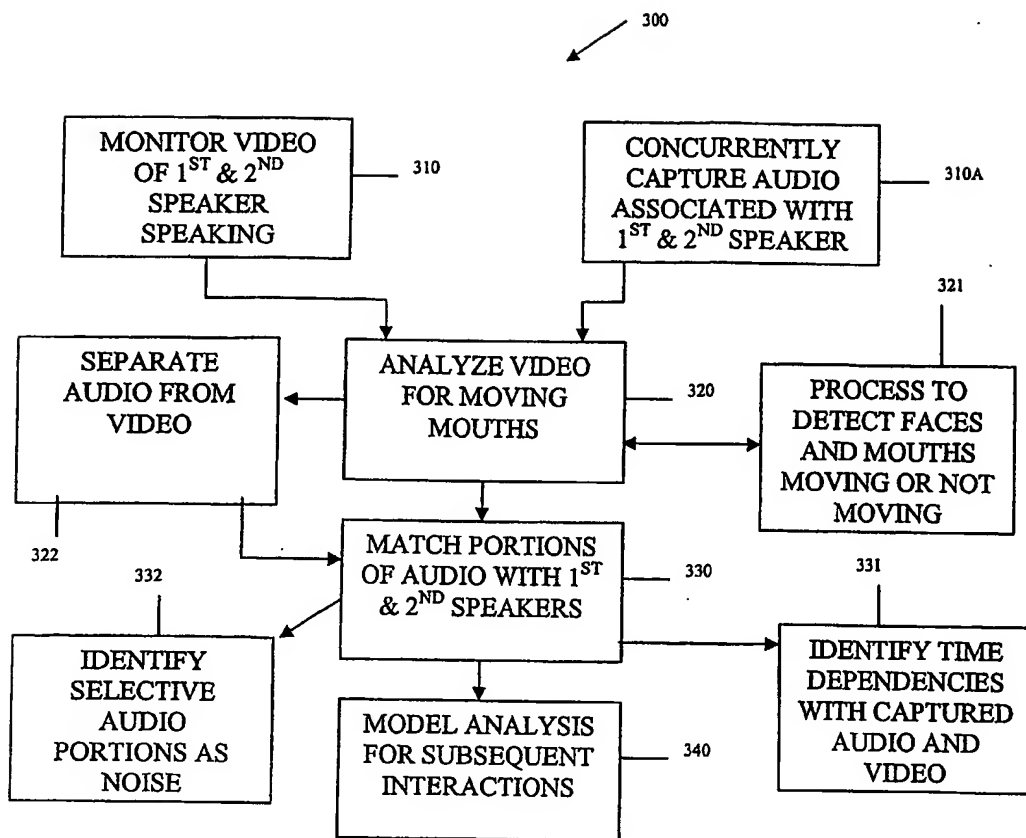 300
MONITOR VIDEO
OF 1ST & 2ND
SPEAKER
SPEAKING
310
CONCURRENTLY
CAPTURE AUDIO
ASSOCIATED WITH
1ST & 2ND SPEAKER
310A
SEPARATE
AUDIO FROM
VIDEO
322
ANALYZE VIDEO
FOR MOVING
MOUTHS
320
321
PROCESS TO
DETECT FACES
AND MOUTHS
MOVING OR NOT
MOVING
MATCH PORTIONS
OF AUDIO WITH 1ST
& 2ND SPEAKERS
330
332
IDENTIFY
SELECTIVE
AUDIO
PORTIONS AS
NOISE
331
IDENTIFY TIME
DEPENDENCIES
WITH CAPTURED
AUDIO AND
VIDEO
MODEL ANALYSIS
FOR SUBSEQUENT
INTERACTIONS
340